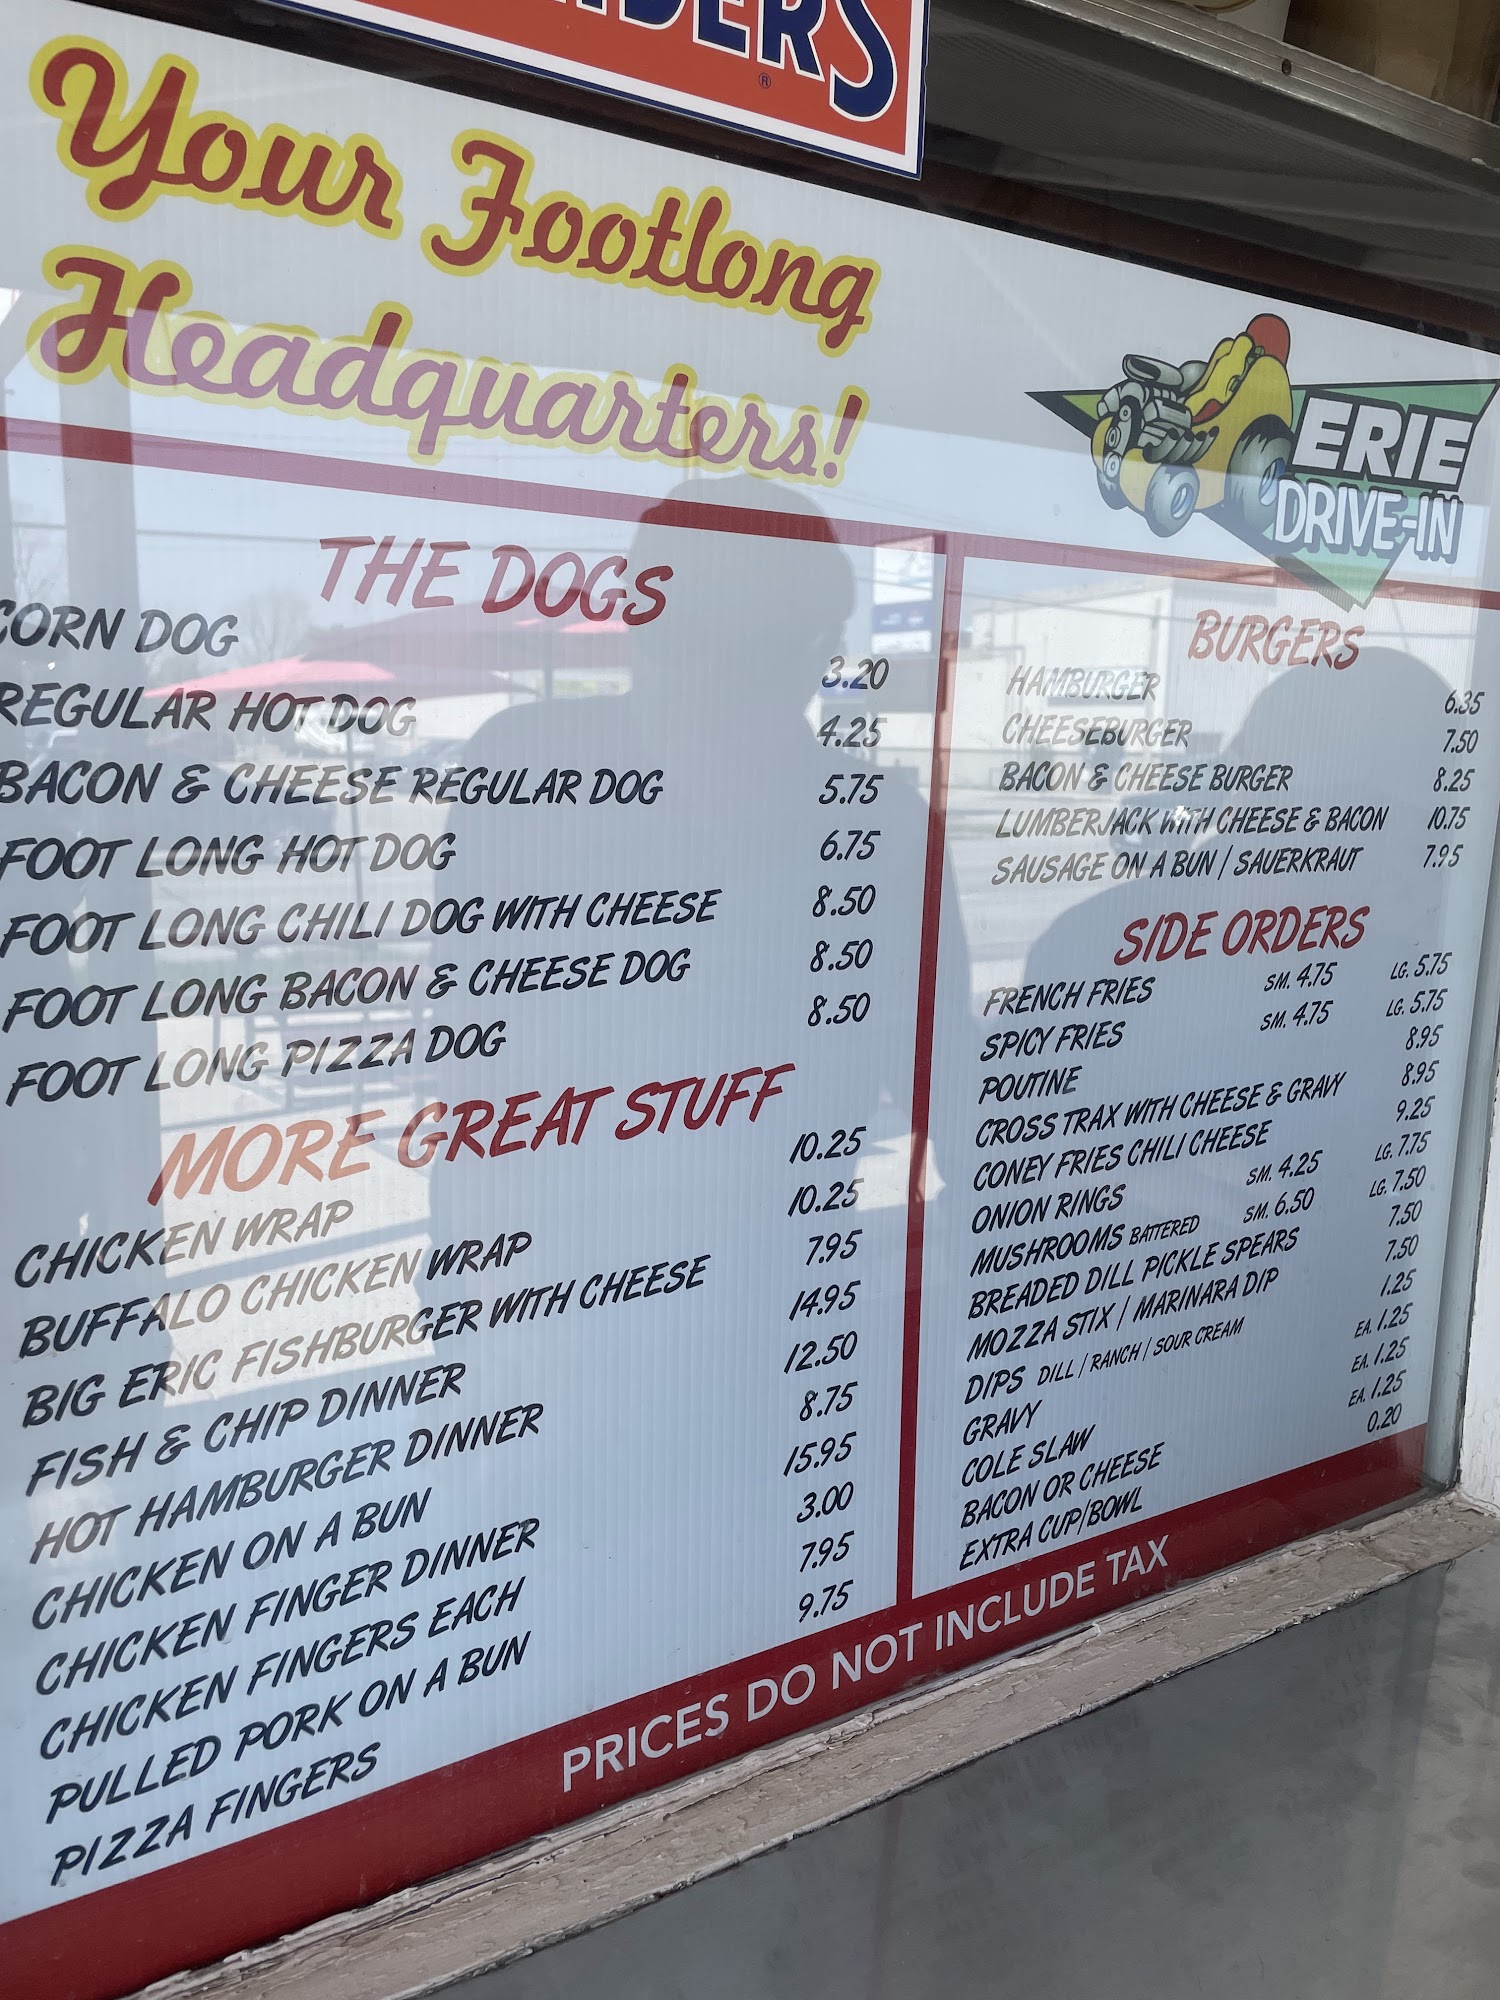 Your Footlong
Headquarters!
ERIE
DRIVE-IN
THE DOGS
CORN DOG 3.20
REGULAR HOT DOG 4.25
BACON & CHEESE REGULAR DOG 5.75
FOOT LONG HOT DOG 6.75
FOOT LONG CHILI DOG WITH CHEESE 8.50
FOOT LONG BACON & CHEESE DOG 8.50
FOOT LONG PIZZA DOG 8.50
MORE GREAT STUFF
CHICKEN WRAP 10.25
BUFFALO CHICKEN WRAP 10.25
BIG ERIC FISHBURGER WITH CHEESE 7.95
FISH & CHIP DINNER 14.95
HOT HAMBURGER DINNER 12.50
CHICKEN ON A BUN 8.75
CHICKEN FINGER DINNER 15.95
CHICKEN FINGERS EACH 3.00
PULLED PORK ON A BUN 7.95
PIZZA FINGERS 9.75
BURGERS
HAMBURGER 6.35
CHEESEBURGER 7.50
BACON & CHEESE BURGER 8.25
LUMBERJACK WITH CHEESE & BACON 10.75
SAUSAGE ON A BUN / SAUERKRAUT 7.95
SIDE ORDERS
FRENCH FRIES SM. 4.75 LG. 5.75
SPICY FRIES SM. 4.75 LG. 5.75
POUTINE 8.95
CROSS TRAX WITH CHEESE & GRAVY 8.95
CONEY FRIES CHILI CHEESE 9.25
ONION RINGS SM. 4.25 LG. 7.75
MUSHROOMS BATTERED SM. 6.50 LG. 7.50
BREADED DILL PICKLE SPEARS 7.50
MOZZA STIX / MARINARA DIP 7.50
DIPS DILL / RANCH / SOUR CREAM 1.25
GRAVY EA. 1.25
COLE SLAW EA. 1.25
BACON OR CHEESE EA. 1.25
EXTRA CUP/BOWL 0.20
PRICES DO NOT INCLUDE TAX